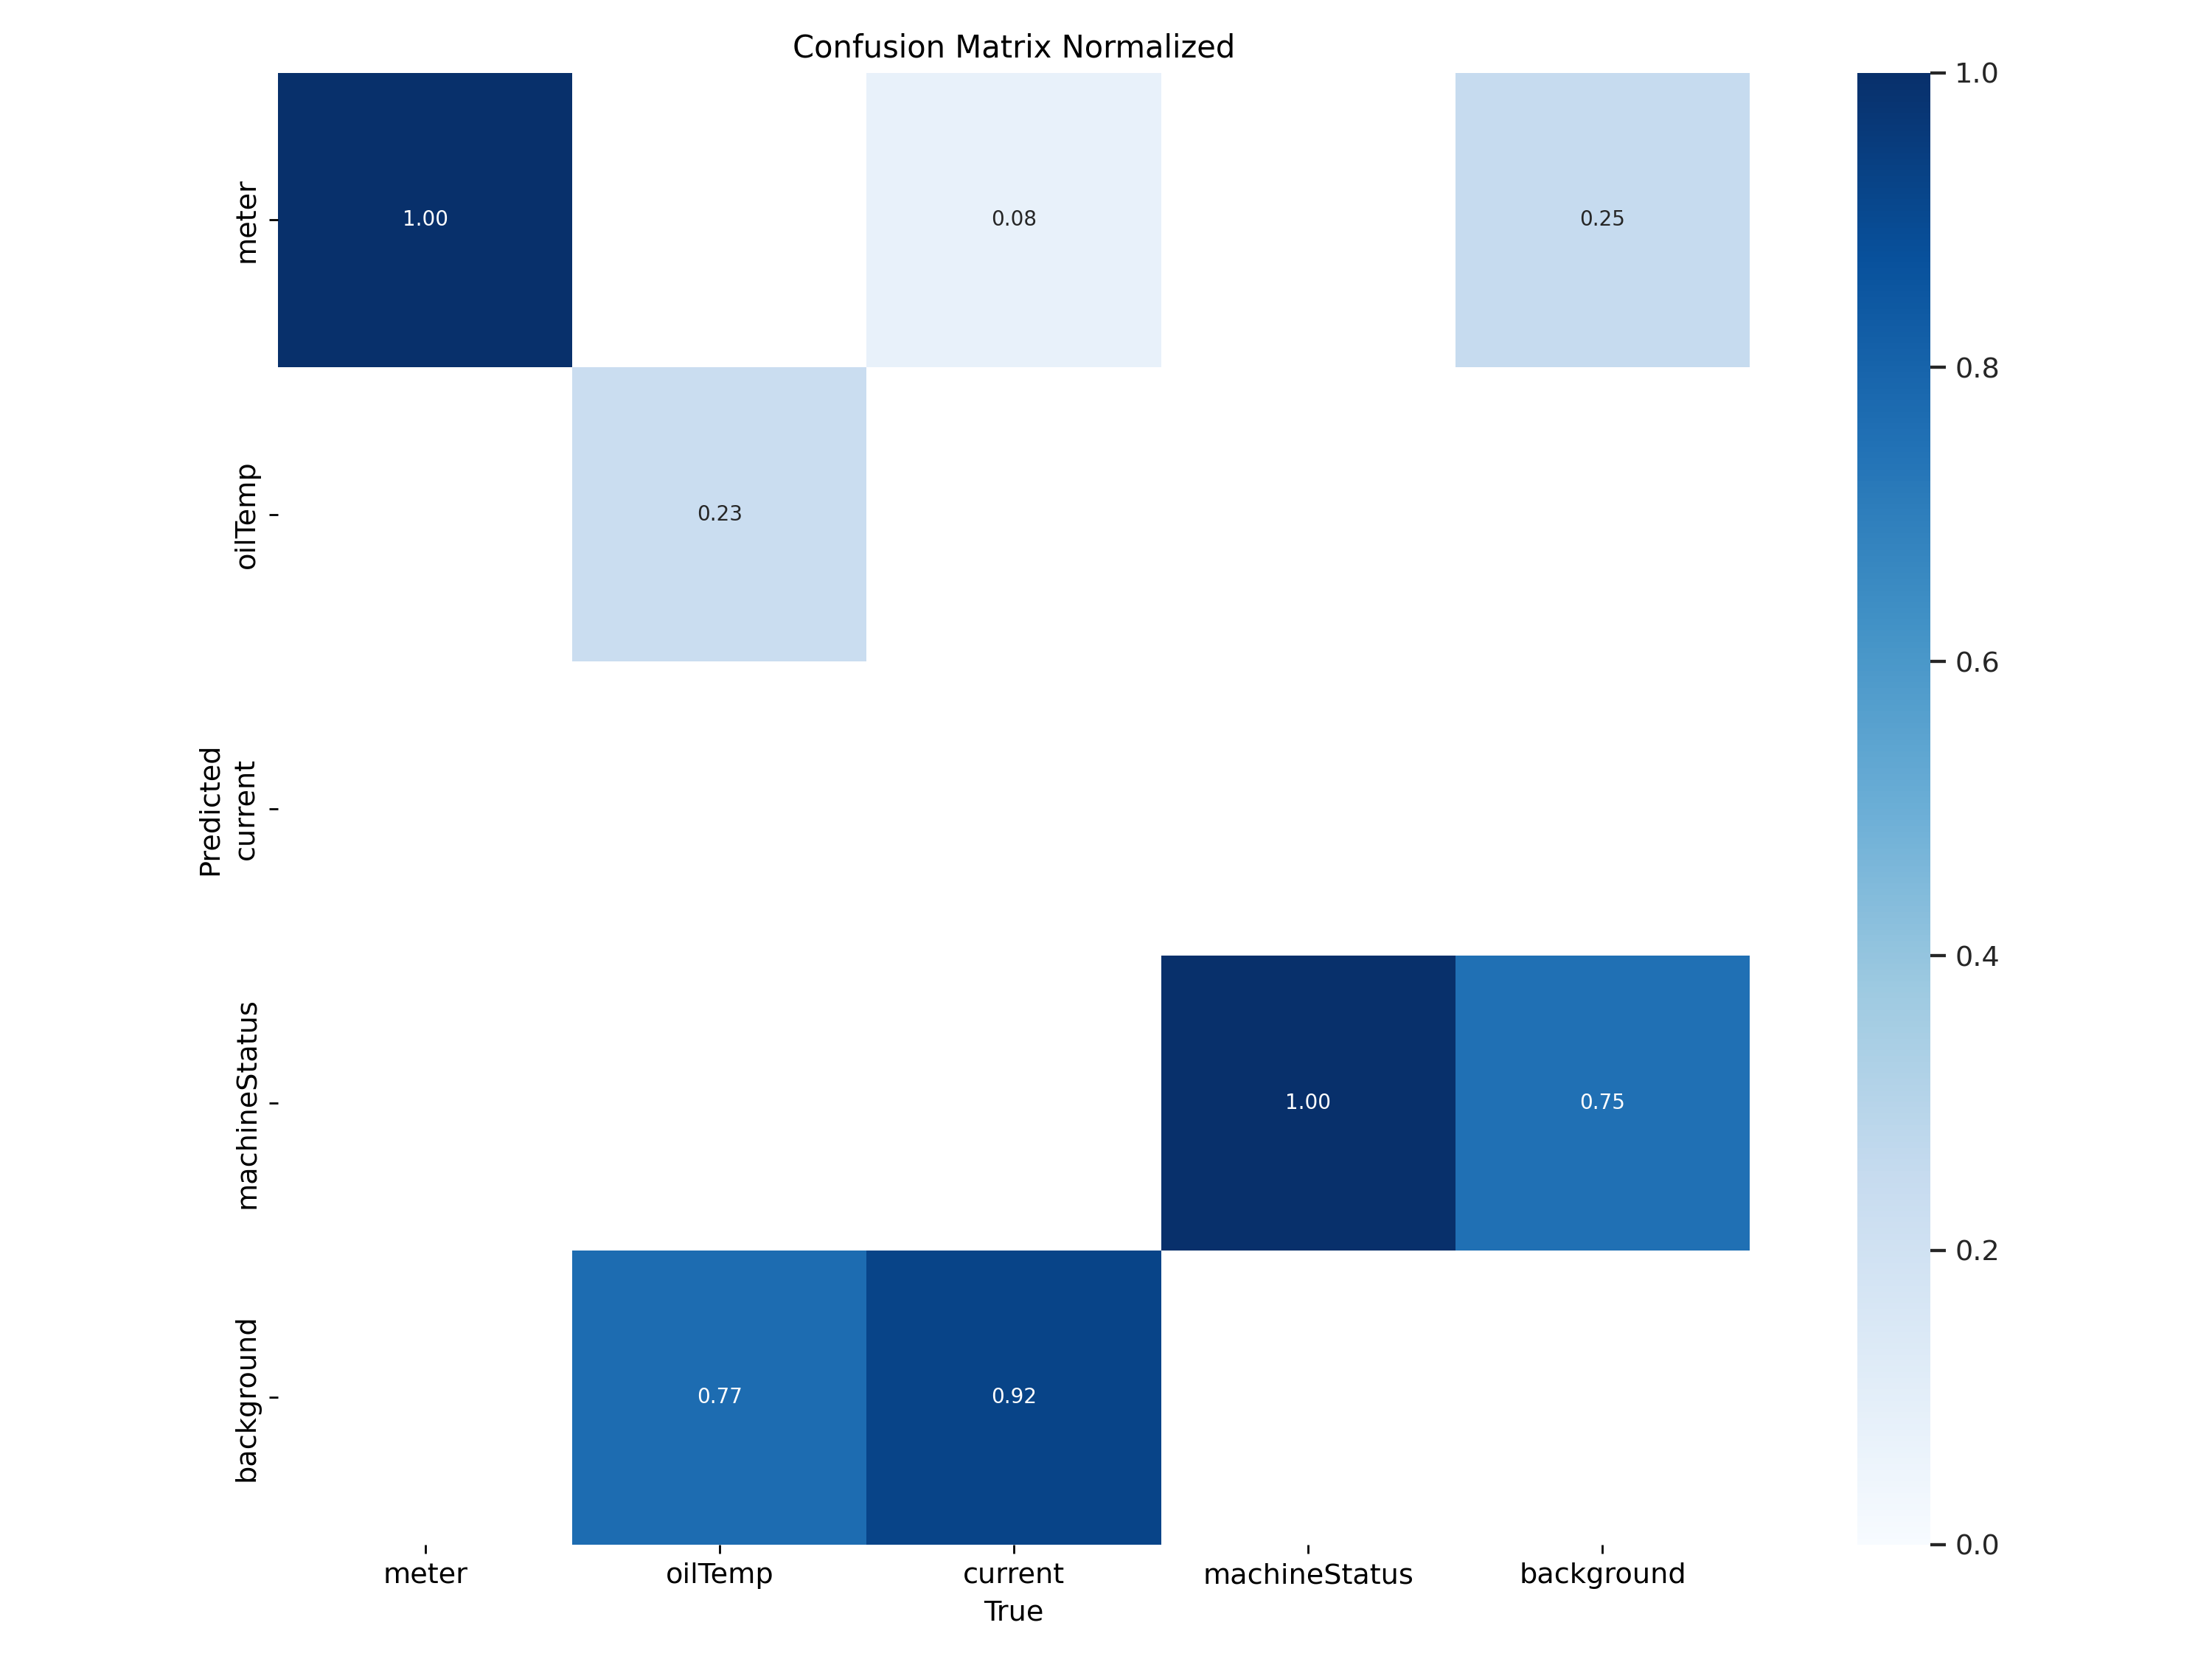 Confusion Matrix Normalized
1.0
meter
1.00
0.08
0.25
0.8
oilTemp
0.23
0.6
Predicted
current
0.4
machineStatus
1.00
0.75
0.2
background
0.77
0.92
0.0
meter
oilTemp
current
machineStatus
background
True